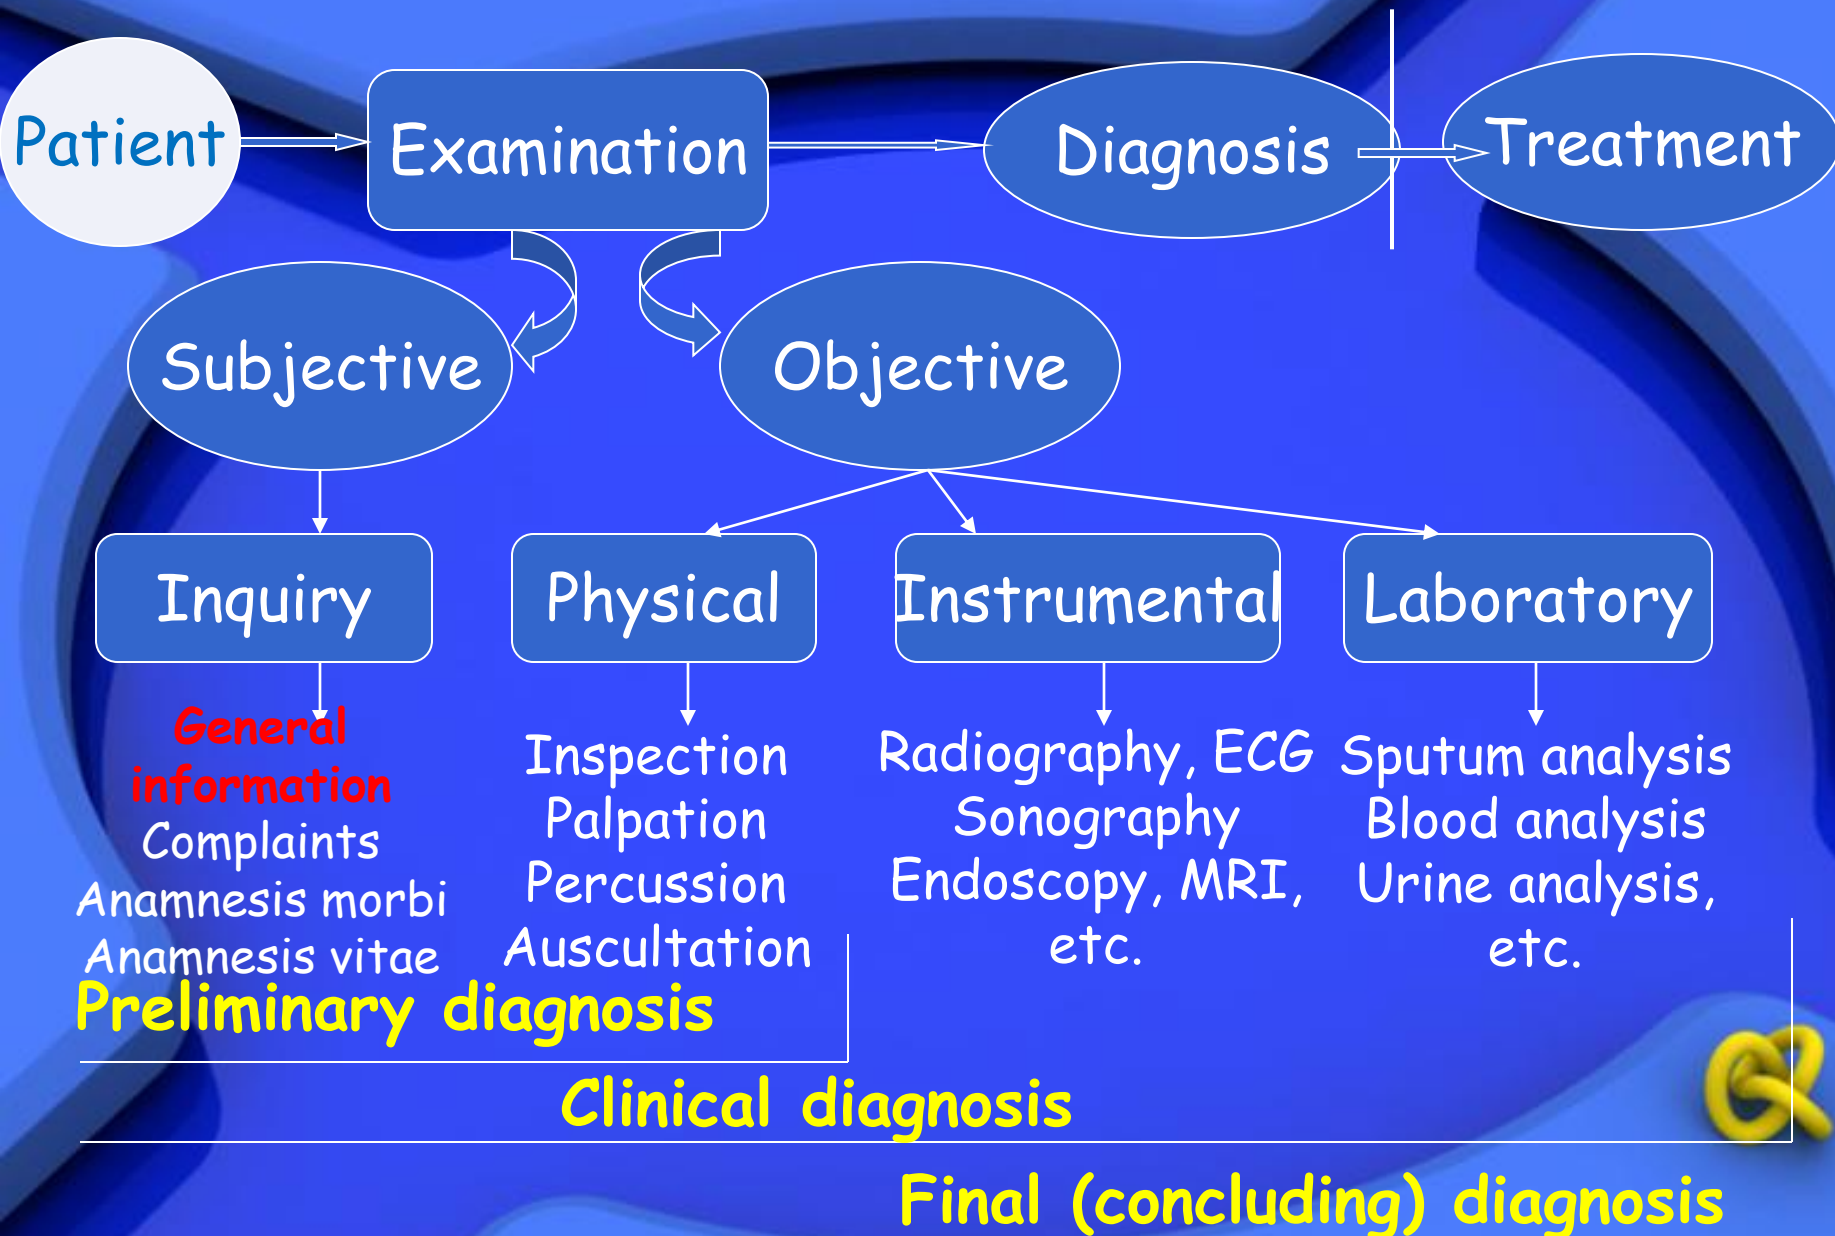 Patient
Examination
Diagnosis
Treatment
Subjective
Objective
Inquiry
Physical
Instrumental
Laboratory
General
information
Complaints
Anamnesis morbi
Anamnesis vitae
Inspection
Palpation
Percussion
Auscultation
Radiography, ECG
Sonography
Endoscopy, MRI,
etc.
Sputum analysis
Blood analysis
Urine analysis,
etc.
Preliminary diagnosis
Clinical diagnosis
Final (concluding) diagnosis